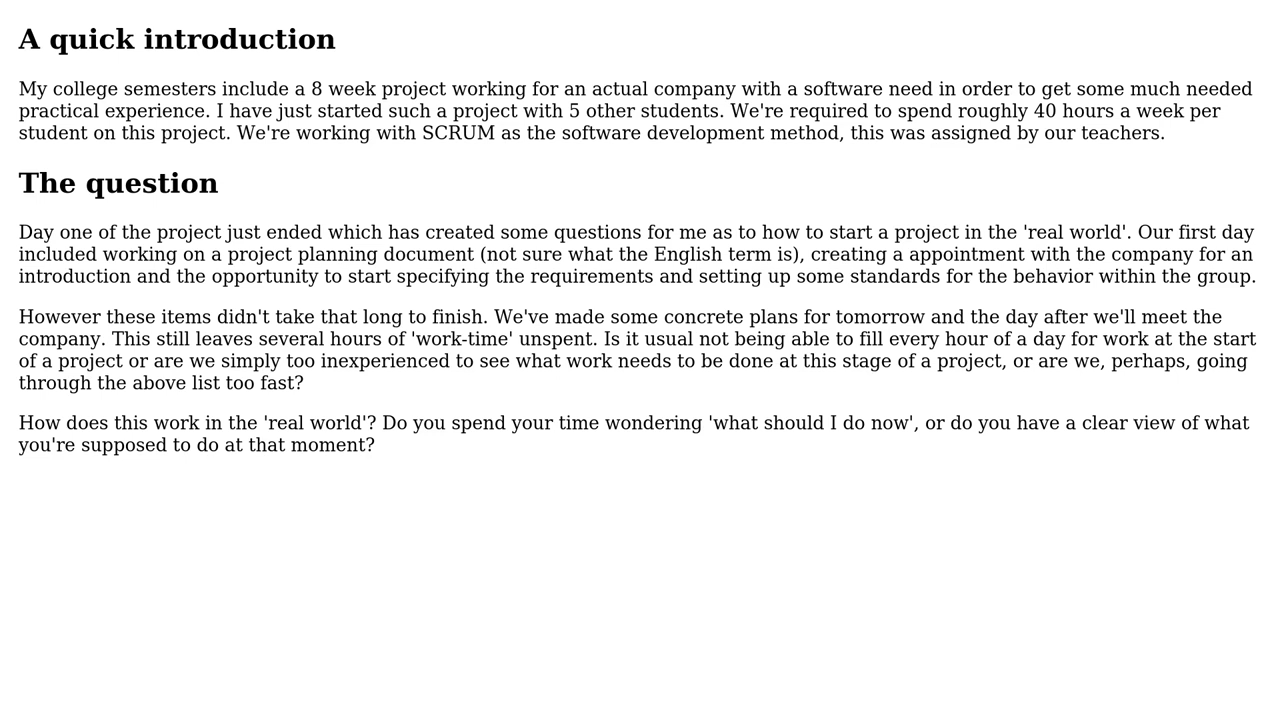 A quick introduction
My college semesters include a 8 week project working for an actual company with a software need in order to get some much needed
practical experience. I have just started such a project with 5 other students. We're required to spend roughly 40 hours a week per
student on this project. We're working with SCRUM as the software development method, this was assigned by our teachers.
The question
Day one of the project just ended which has created some questions for me as to how to start a project in the 'real world'. Our first day
included working on a project planning document (not sure what the English term is), creating a appointment with the company for an
introduction and the opportunity to start specifying the requirements and setting up some standards for the behavior within the group.
However these items didn't take that long to finish. We've made some concrete plans for tomorrow and the day after we'll meet the
company. This still leaves several hours of 'work-time' unspent. Is it usual not being able to fill every hour of a day for work at the start
of a project or are we simply too inexperienced to see what work needs to be done at this stage of a project, or are we, perhaps, going
through the above list too fast?
How does this work in the 'real world'? Do you spend your time wondering 'what should I do now', or do you have a clear view of what
you're supposed to do at that moment?